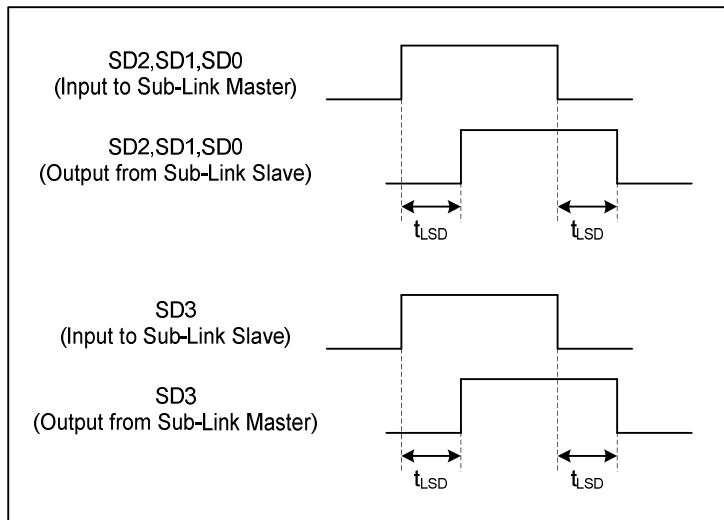 SD2,SD1,SD0
(Input to Sub-Link Master)
SD2,SD1,SD0
(Output from Sub-Link Slave)
tLSD
tLSD
SD3
(Input to Sub-Link Slave)
SD3
(Output from Sub-Link Master)
tLSD
tLSD